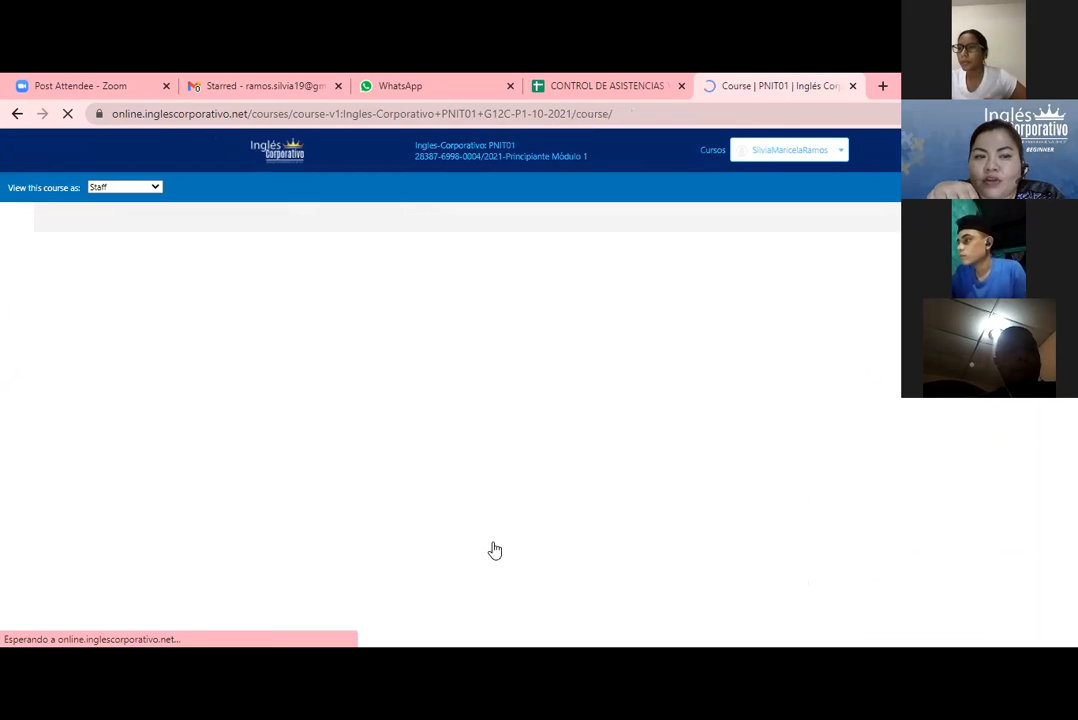 Post Attendee - Zoom
Starred - ramos.silvia19@gm
WhatsApp
CONTROL DE ASISTENCIAS
Course | PNIT01 | Inglés Cor
online.inglescorporativo.net/courses/course-v1:Ingles-Corporativo+PNIT01+G12C-P1-10-2021/course/
Inglés
Corporativo
Ingles-Corporativo: PNIT01
28387-6998-0004/2021-Principiante Módulo 1
Cursos
SilviaMaricelaRamos
View this course as:
Staff
Esperando a online.inglescorporativo.net...
Inglés
Corporativo
BEGINNER